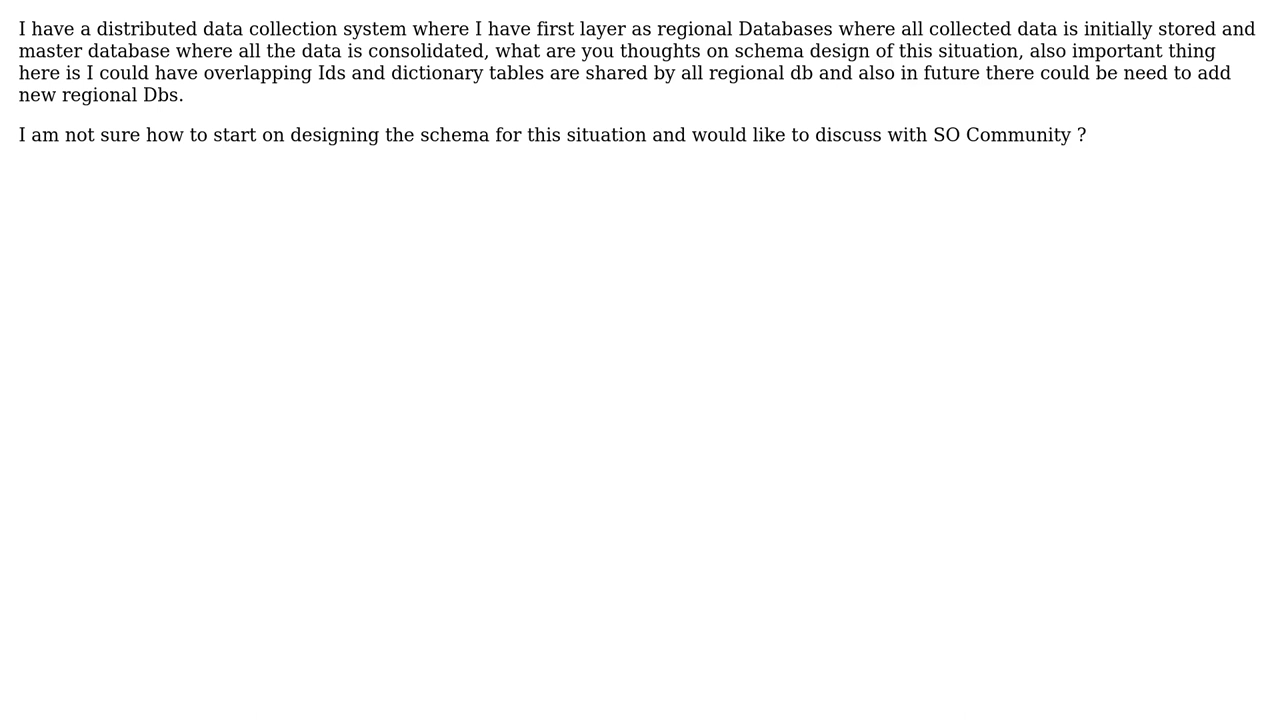 I have a distributed data collection system where I have first layer as regional Databases where all collected data is initially stored and
master database where all the data is consolidated, what are you thoughts on schema design of this situation, also important thing
here is I could have overlapping Ids and dictionary tables are shared by all regional db and also in future there could be need to add
new regional Dbs.
I am not sure how to start on designing the schema for this situation and would like to discuss with SO Community ?